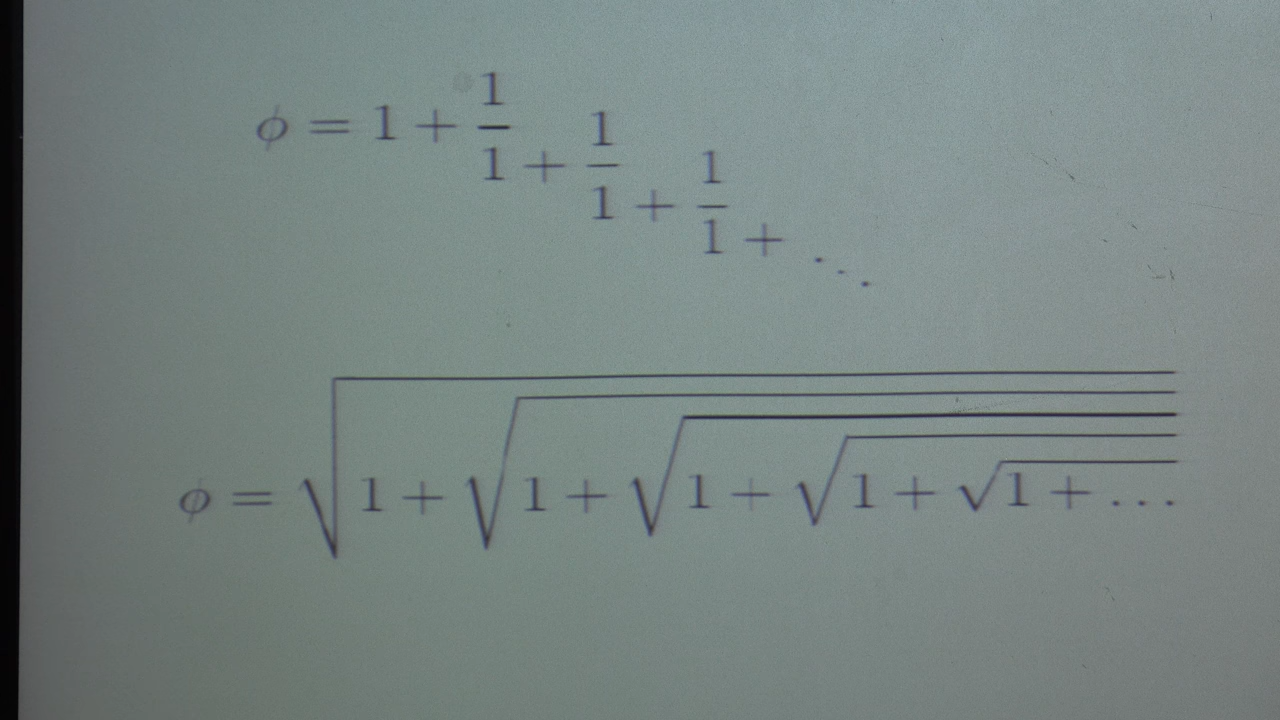 ϕ = 1 + 1/1 + 1/1 + 1/1 + ⋱
ϕ = √1 + √1 + √1 + √1 + √1 + ...